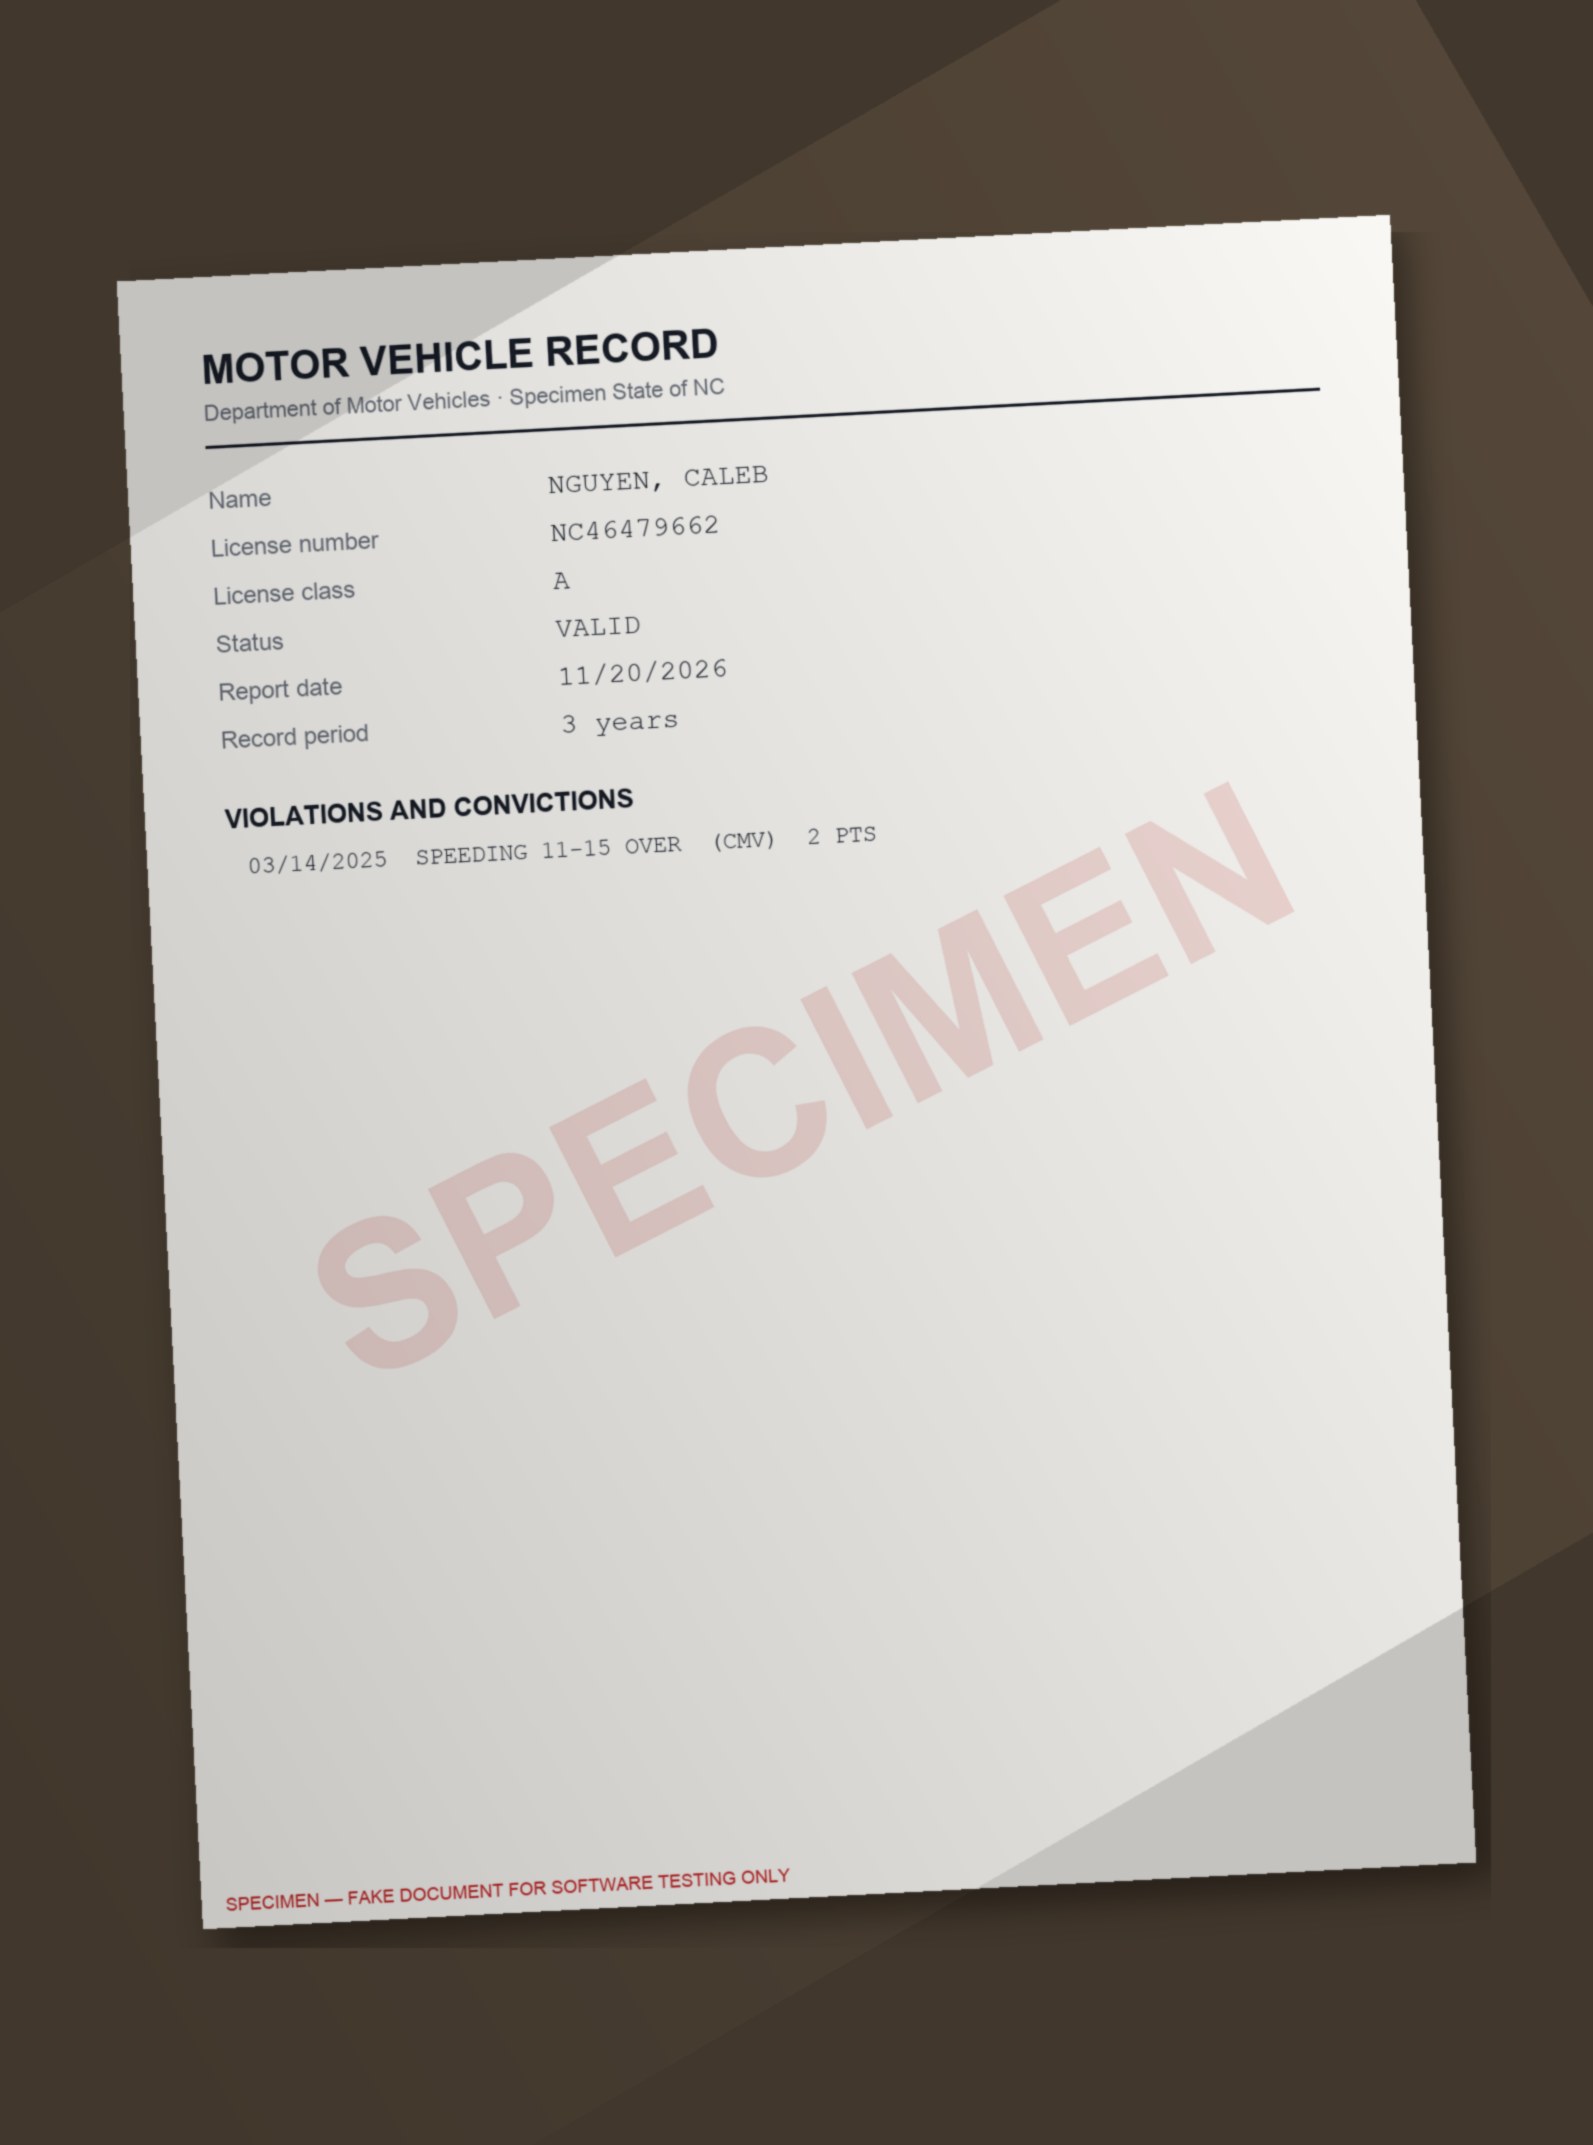 MOTOR VEHICLE RECORD
Department of Motor Vehicles · Specimen State of NC
Name NGUYEN, CALEB
License number NC46479662
License class A
Status VALID
Report date 11/20/2026
Record period 3 years
VIOLATIONS AND CONVICTIONS
03/14/2025 SPEEDING 11-15 OVER (CMV) 2 PTS
SPECIMEN
SPECIMEN — FAKE DOCUMENT FOR SOFTWARE TESTING ONLY